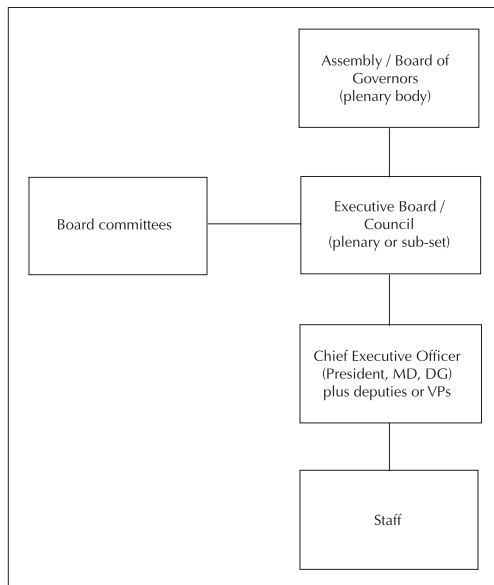 Assembly / Board of
Governors
(plenary body)
Board committees
Executive Board /
Council
(plenary or sub-set)
Chief Executive Officer
(President, MD, DG)
plus deputies or VPs
Staff